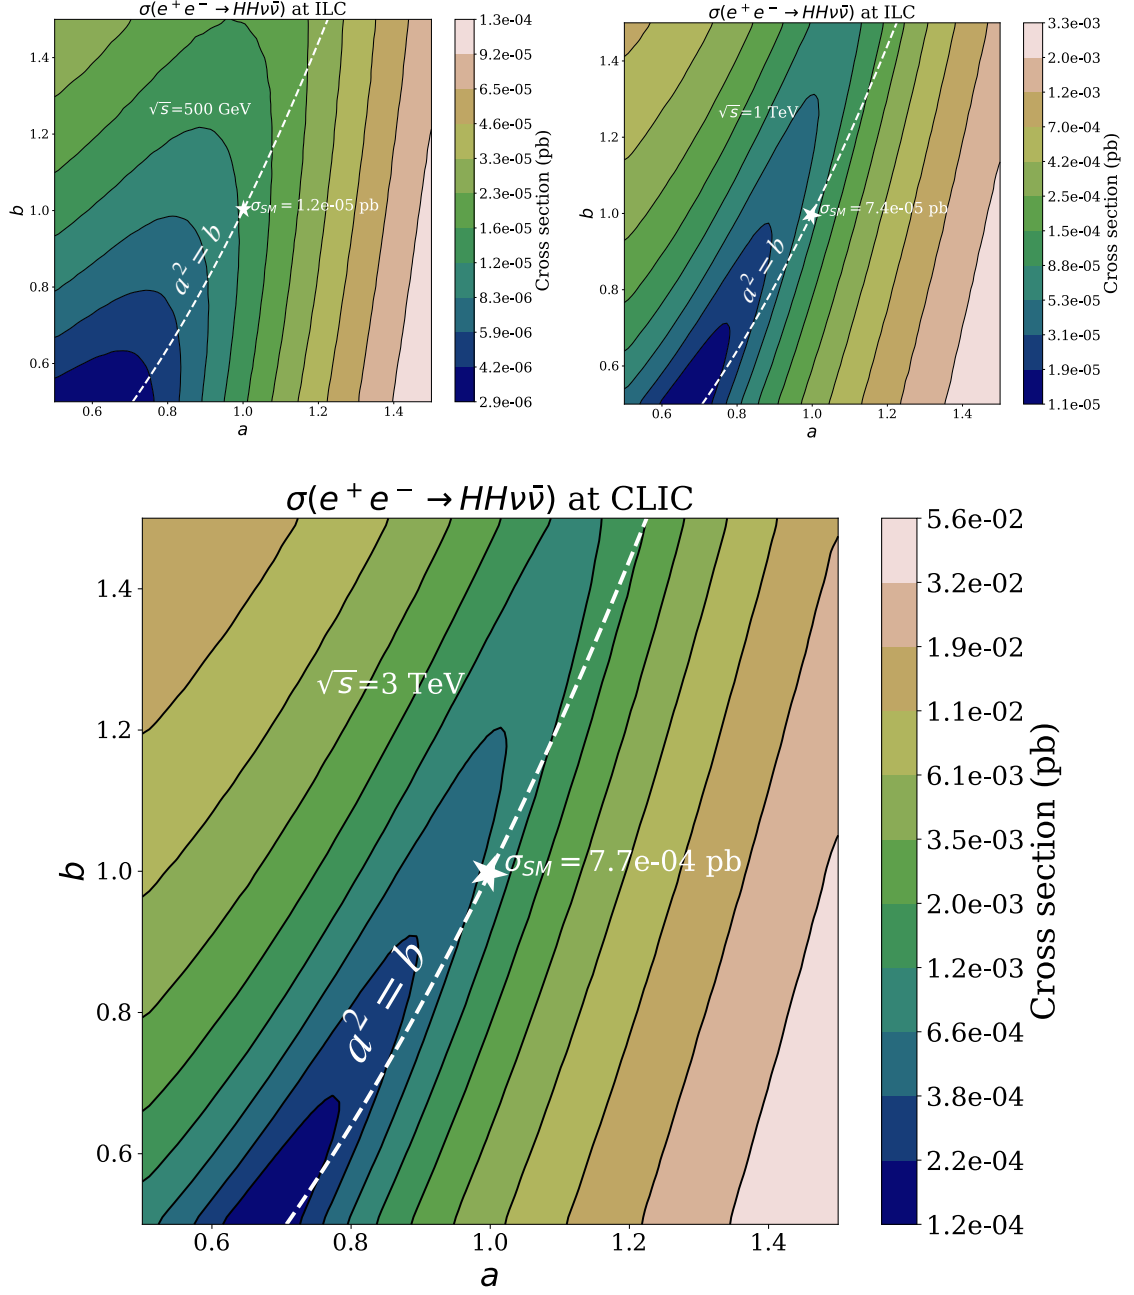 σ(e⁺e⁻ → HHνν̄) at ILC
√s=500 GeV
σ_SM = 1.2e-05 pb
a² = b
b
1.4
1.2
1.0
0.8
0.6
0.6 0.8 1.0 1.2 1.4
a
1.3e-04
9.2e-05
6.5e-05
4.6e-05
3.3e-05
2.3e-05
1.6e-05
1.2e-05
8.3e-06
5.9e-06
4.2e-06
2.9e-06
Cross section (pb)
σ(e⁺e⁻ → HHνν̄) at ILC
√s=1 TeV
σ_SM = 7.4e-05 pb
a² = b
b
1.4
1.2
1.0
0.8
0.6
0.6 0.8 1.0 1.2 1.4
a
3.3e-03
2.0e-03
1.2e-03
7.0e-04
4.2e-04
2.5e-04
1.5e-04
8.8e-05
5.3e-05
3.1e-05
1.9e-05
1.1e-05
Cross section (pb)
σ(e⁺e⁻ → HHνν̄) at CLIC
√s=3 TeV
σ_SM = 7.7e-04 pb
a² = b
b
1.4
1.2
1.0
0.8
0.6
0.6 0.8 1.0 1.2 1.4
a
5.6e-02
3.2e-02
1.9e-02
1.1e-02
6.1e-03
3.5e-03
2.0e-03
1.2e-03
6.6e-04
3.8e-04
2.2e-04
1.2e-04
Cross section (pb)